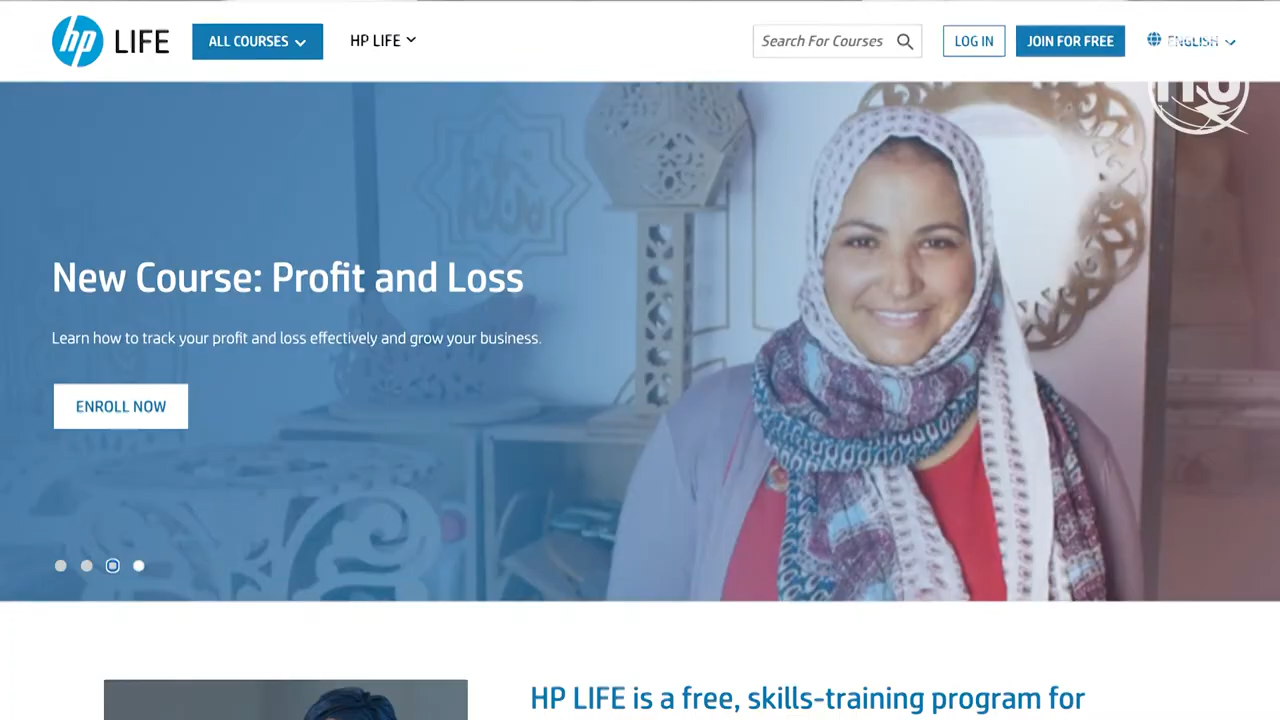 hp LIFE
ALL COURSES
HP LIFE
Search For Courses
LOG IN
JOIN FOR FREE
ENGLISH
ITU
New Course: Profit and Loss
Learn how to track your profit and loss effectively and grow your business.
ENROLL NOW
HP LIFE is a free, skills-training program for